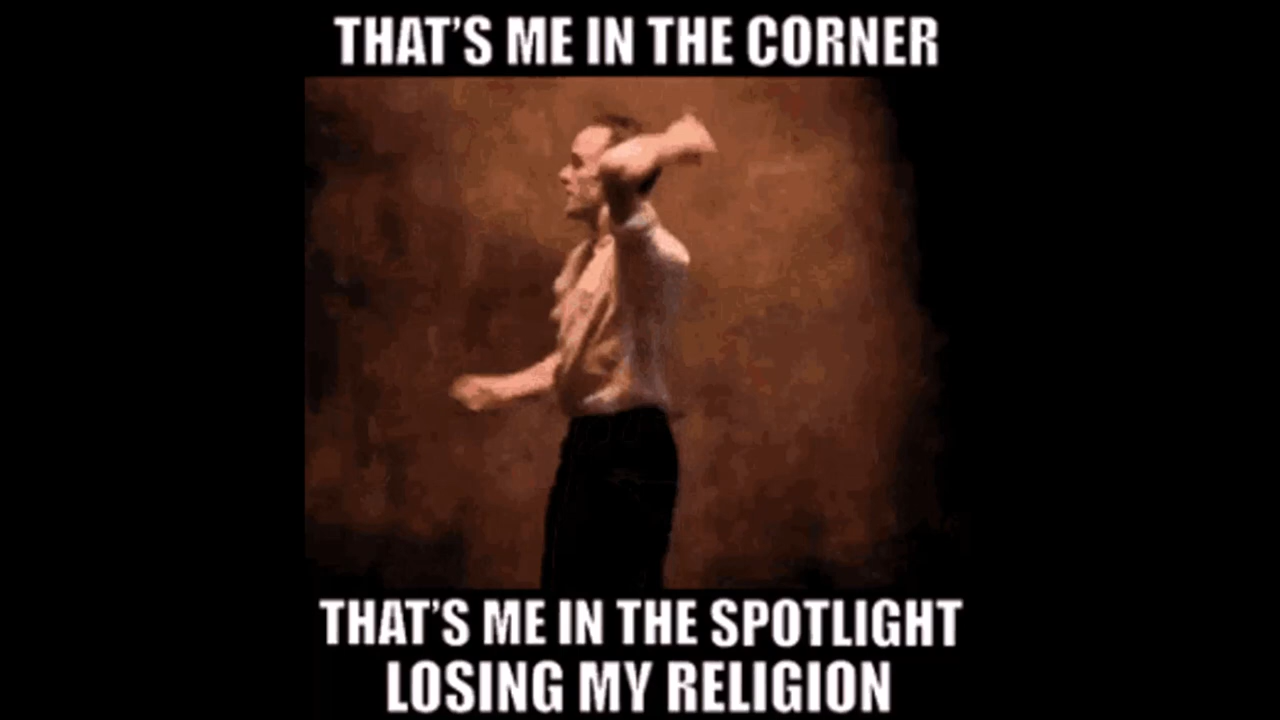 THAT'S ME IN THE CORNER
THAT'S ME IN THE SPOTLIGHT
LOSING MY RELIGION